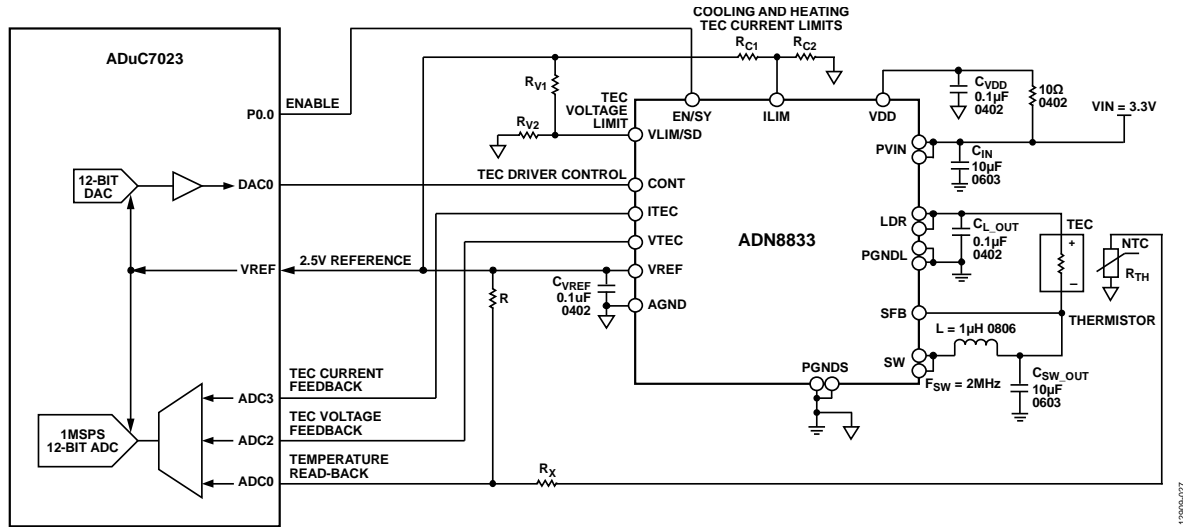 COOLING AND HEATING
TEC CURRENT LIMITS
RC1
RC2
ADuC7023
P0.0
ENABLE
RV1
RV2
TEC
VOLTAGE
LIMIT
EN/SY
ILIM
VDD
CVDD
0.1µF
0402
10Ω
0402
VIN = 3.3V
VLIM/SD
PVIN
CIN
10µF
0603
12-BIT
DAC
DAC0
TEC DRIVER CONTROL
CONT
ITEC
VTEC
ADN8833
LDR
PGNDL
CL_OUT
0.1µF
0402
TEC
+
–
NTC
RTH
THERMISTOR
VREF
2.5V REFERENCE
VREF
R
CVREF
0.1uF
0402
AGND
SFB
L = 1µH 0806
SW
FSW = 2MHz
CSW_OUT
10µF
0603
PGNDS
1MSPS
12-BIT ADC
ADC3
TEC CURRENT
FEEDBACK
ADC2
TEC VOLTAGE
FEEDBACK
ADC0
TEMPERATURE
READ-BACK
RX
12909-027